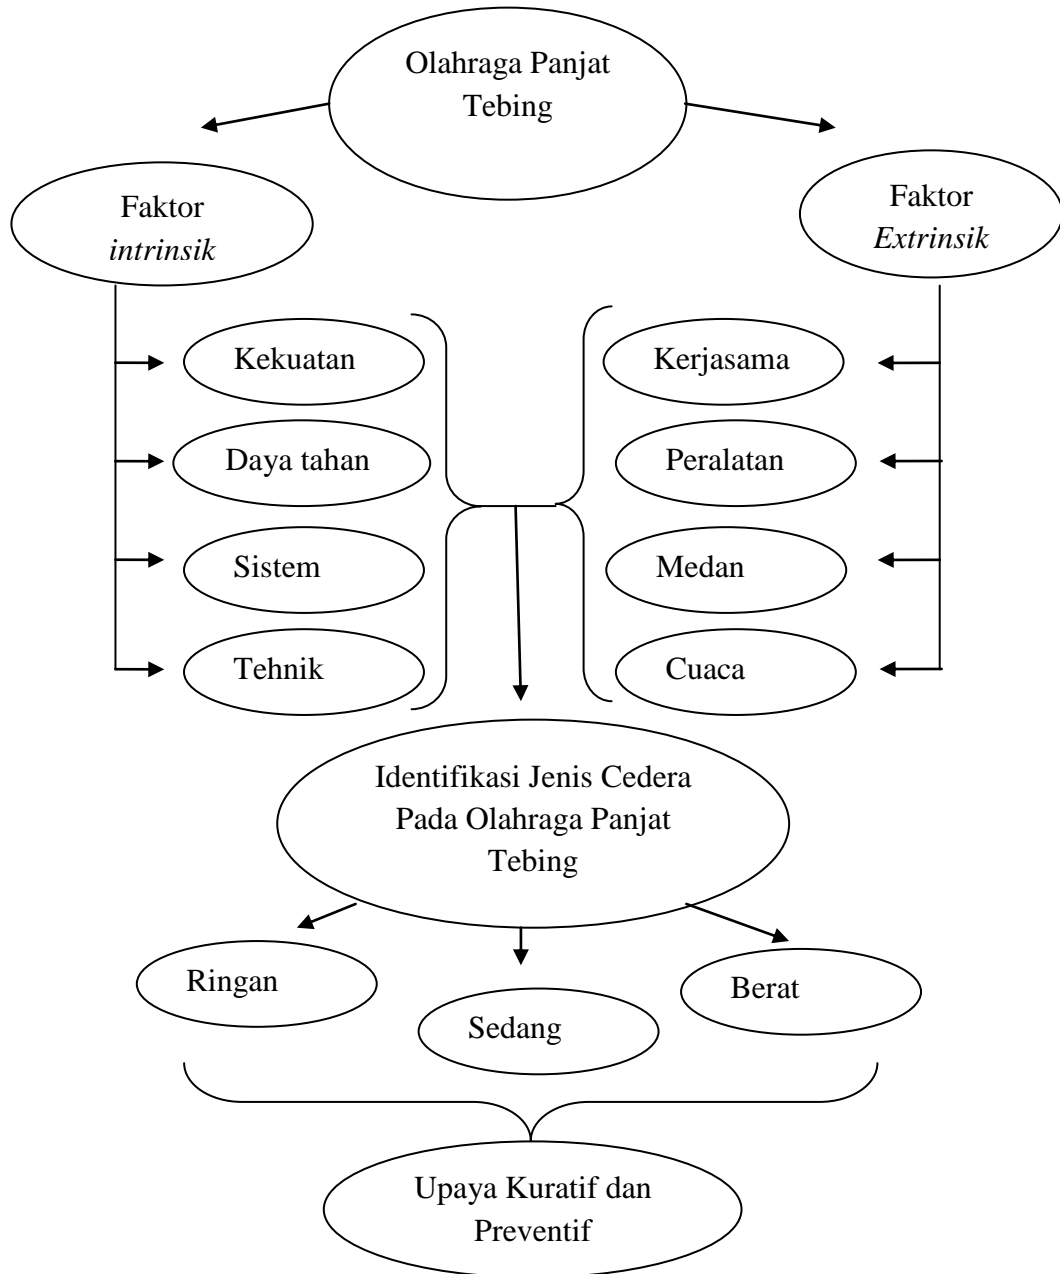 Olahraga Panjat
Tebing
Faktor
intrinsik
Faktor
Extrinsik
Kekuatan
Daya tahan
Sistem
Tehnik
Kerjasama
Peralatan
Medan
Cuaca
Identifikasi Jenis Cedera
Pada Olahraga Panjat
Tebing
Ringan
Sedang
Berat
Upaya Kuratif dan
Preventif